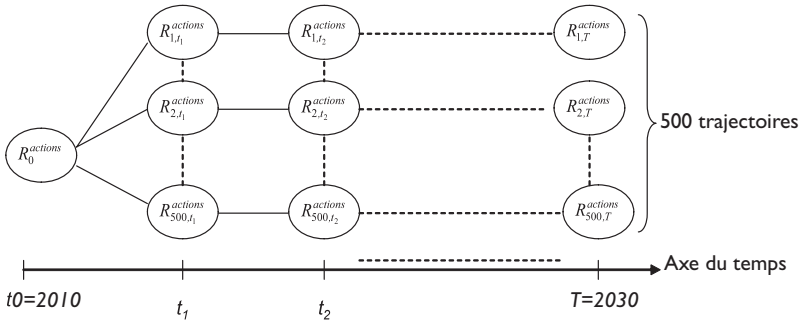 R_{1,t_1}^{actions} R_{1,t_2}^{actions} R_{1,T}^{actions}
R_{2,t_1}^{actions} R_{2,t_2}^{actions} R_{2,T}^{actions}
500 trajectoires
R_0^{actions}
R_{500,t_1}^{actions} R_{500,t_2}^{actions} R_{500,T}^{actions}
Axe du temps
t0=2010 t_1 t_2 T=2030